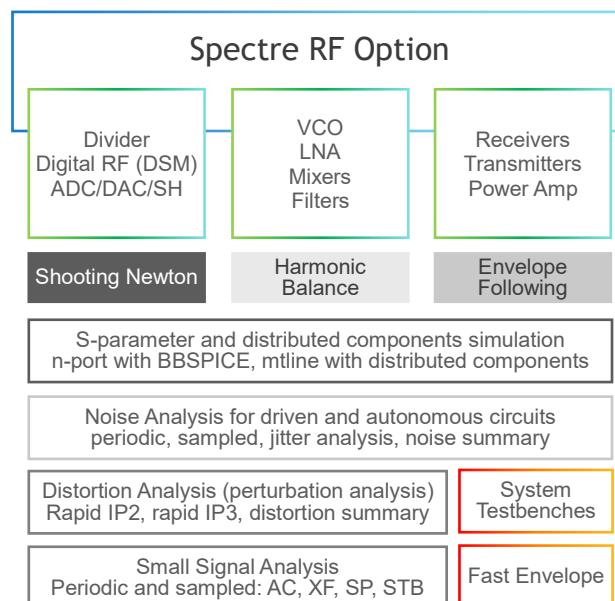 Spectre RF Option
Divider
Digital RF (DSM)
ADC/DAC/SH
VCO
LNA
Mixers
Filters
Receivers
Transmitters
Power Amp
Shooting Newton
Harmonic
Balance
Envelope
Following
S-parameter and distributed components simulation
n-port with BBSPICE, mtline with distributed components
Noise Analysis for driven and autonomous circuits
periodic, sampled, jitter analysis, noise summary
Distortion Analysis (perturbation analysis)
Rapid IP2, rapid IP3, distortion summary
System
Testbenches
Small Signal Analysis
Periodic and sampled: AC, XF, SP, STB
Fast Envelope